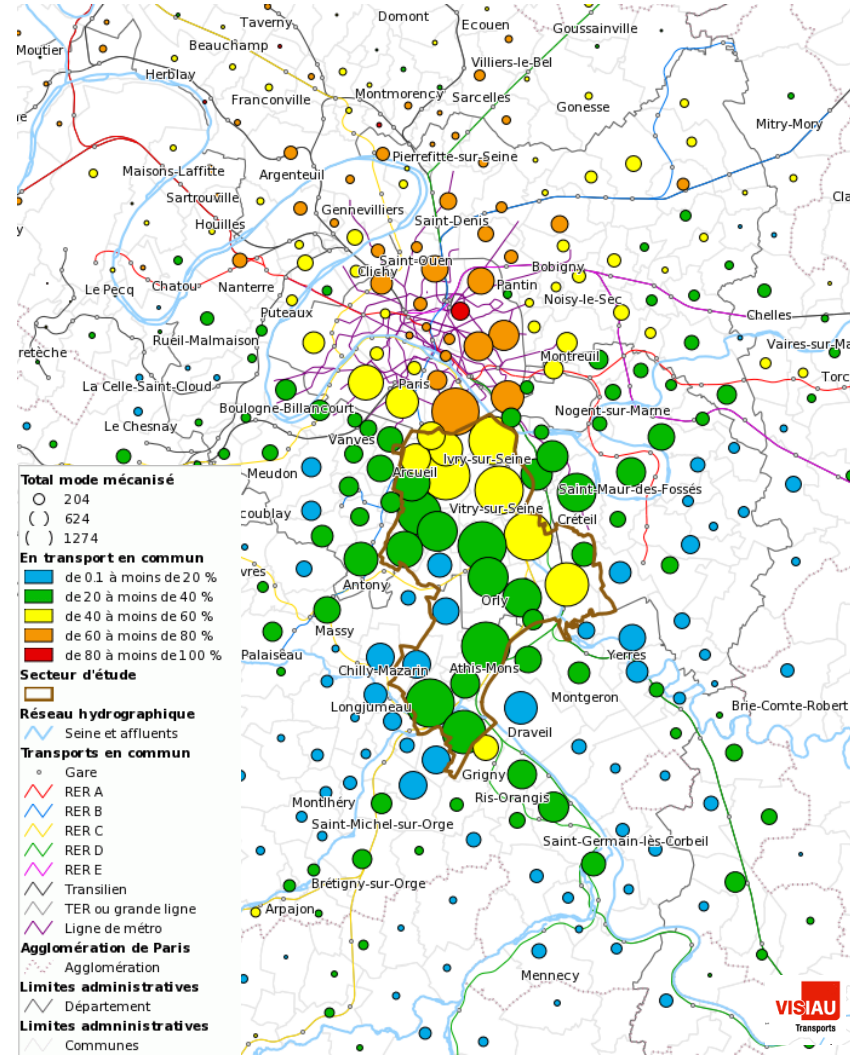 Taverny
Domont
Ecouen
Goussainville
Moutier
Beauchamp
Villiers-le-Bel
Herblay
Montmorency
Sarcelles
Franconville
Gonesse
Mitry-Mory
Pierrefitte-sur-Seine
Maisons-Laffitte
Argenteuil
Sartrouville
Gennevilliers
Saint-Denis
Houilles
Saint-Ouen
Clichy
Bobigny
Le Pecq
Chatou
Nanterre
Pantin
Noisy-le-Sec
Puteaux
Chelles
Rueil-Malmaison
Vaires-sur-Ma
retèche
Montreuil
La Celle-Saint-Cloud
Paris
Torc
Boulogne-Billancourt
Nogent-sur-Marne
Le Chesnay
Vanves
Ivry-sur-Seine
Meudon
Arcueil
Saint-Maur-des-Fossés
Vitry-sur-Seine
coublay
Créteil
vres
Antony
Orly
Massy
Palaiseau
Yerres
Chilly-Mazarin
Athis-Mons
Montgeron
Longjumeau
Brie-Comte-Robert
Draveil
Grigny
Montlhéry
Ris-Orangis
Saint-Michel-sur-Orge
Saint-Germain-lès-Corbeil
Brétigny-sur-Orge
Arpajon
Mennecy
Total mode mécanisé
204
624
1274
En transport en commun
de 0.1 à moins de 20 %
de 20 à moins de 40 %
de 40 à moins de 60 %
de 60 à moins de 80 %
de 80 à moins de 100 %
Secteur d'étude
Réseau hydrographique
Seine et affluents
Transports en commun
Gare
RER A
RER B
RER C
RER D
RER E
Transilien
TER ou grande ligne
Ligne de métro
Agglomération de Paris
Agglomération
Limites administratives
Département
Limites admninistratives
Communes
VISIAU
Transports